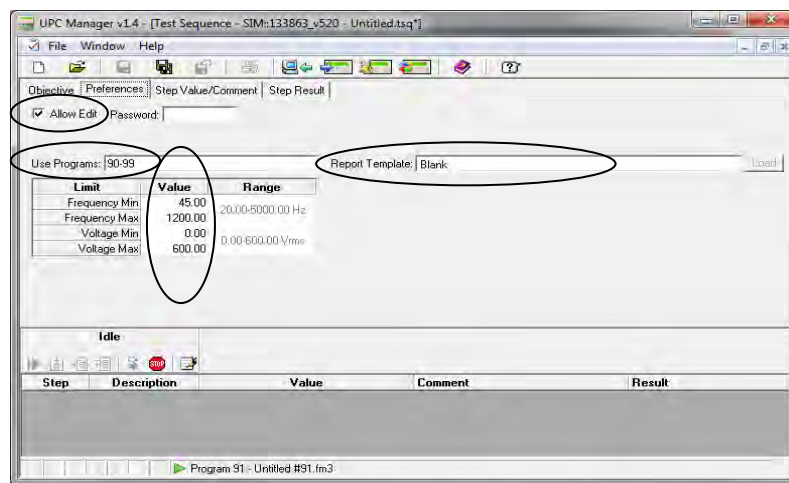 UPC Manager v1.4 - [Test Sequence - SIM::133863_v520 - Untitled.tsq*]
File Window Help
Objective Preferences Step Value/Comment Step Result
Allow Edit Password:
Use Programs: 90-99 Report Template: Blank Load
Limit Value Range
Frequency Min 45.00
20.00-5000.00 Hz
Frequency Max 1200.00
Voltage Min 0.00
0.00-600.00 Vrms
Voltage Max 600.00
Idle
STOP
Step Description Value Comment Result
Program 91 - Untitled #91.fm3